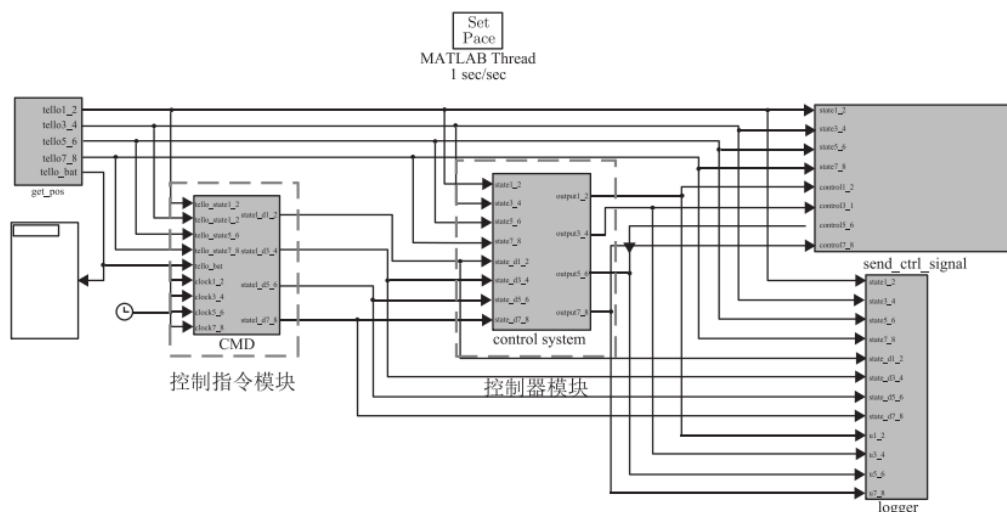 Set
Pace
MATLAB Thread
1 sec/sec
tello1_2
tello3_4
tello5_6
tello7_8
tello_bat
get_pos
tello_state1_2
tello_state1_2
tello_state5_6
tello_state7_8
tello_bat
clock1_2
clock3_4
clock5_6
clock7_8
state1_d1_2
state1_d3_4
state1_d5_6
state1_d7_8
CMD
控制指令模块
state1_2
state3_4
state5_6
state7_8
state_d1_2
state_d3_4
state_d5_6
state_d7_8
output1_2
output3_4
output5_6
output7_8
control system
控制器模块
state1_2
state3_4
state5_6
state7_8
control1_2
control3_1
control5_6
control7_8
send_ctrl_signal
state1_2
state3_4
state5_6
state7_8
state_d1_2
state_d3_4
state_d5_6
state_d7_8
u1_2
u3_4
u5_6
u7_8
logger